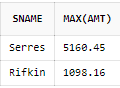 SNAME MAX(AMT)
Serres 5160.45
Rifkin 1098.16